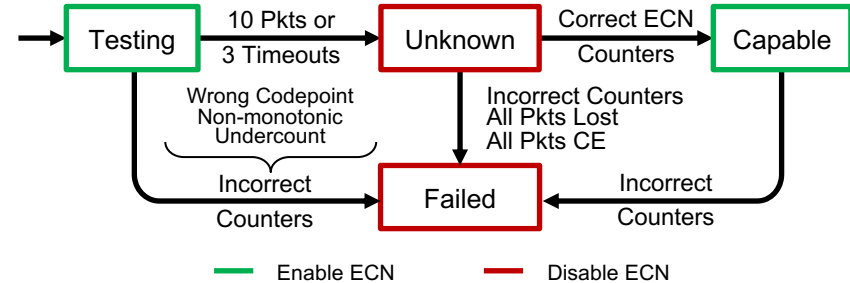 10 Pkts or
Correct ECN
Testing
Unknown
Capable
3 Timeouts
Counters
Wrong Codepoint
Non-monotonic
Undercount
Incorrect Counters
All Pkts Lost
All Pkts CE
Incorrect
Counters
Failed
Incorrect
Counters
Enable ECN
Disable ECN